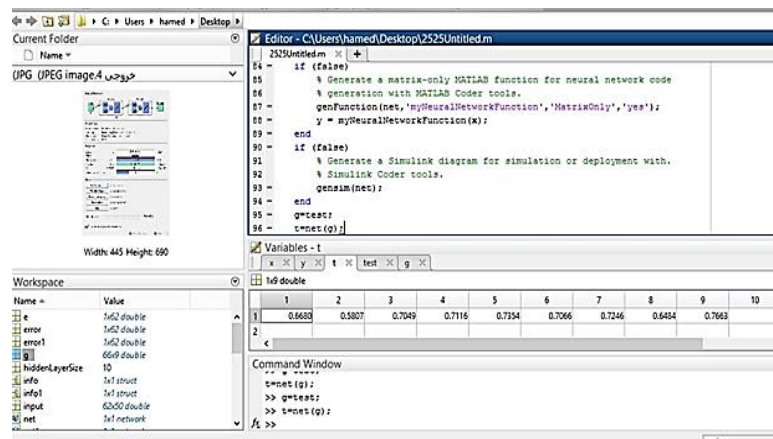 C: Users hamed Desktop
Current Folder
Name
خروجی 4.(JPG (JPEG image
Width: 445 Height: 690
Workspace
Name Value
e 1x62 double
error 1x62 double
error1 1x62 double
g 66x9 double
hiddenLayerSize 10
info 1x1 struct
info1 1x1 struct
input 62x50 double
net 1x1 network
Editor - C:\Users\hamed\Desktop\2525Untitled.m
2525Untitled.m × +
84 - if (false)
85 % Generate a matrix-only MATLAB function for neural network code
86 % generation with MATLAB Coder tools.
87 - genFunction(net,'myNeuralNetworkFunction','MatrixOnly','yes');
88 - y = myNeuralNetworkFunction(x);
89 - end
90 - if (false)
91 % Generate a Simulink diagram for simulation or deployment with.
92 % Simulink Coder tools.
93 - gensim(net);
94 - end
95 - g=test;
96 - t=net(g);
Variables - t
x × y × t × test × g ×
1x9 double
1 2 3 4 5 6 7 8 9 10
1 0.6680 0.5807 0.7049 0.7116 0.7354 0.7066 0.7246 0.6484 0.7663
2
Command Window
>> g=test;
t=net(g);
>> g=test;
>> t=net(g);
fx >>